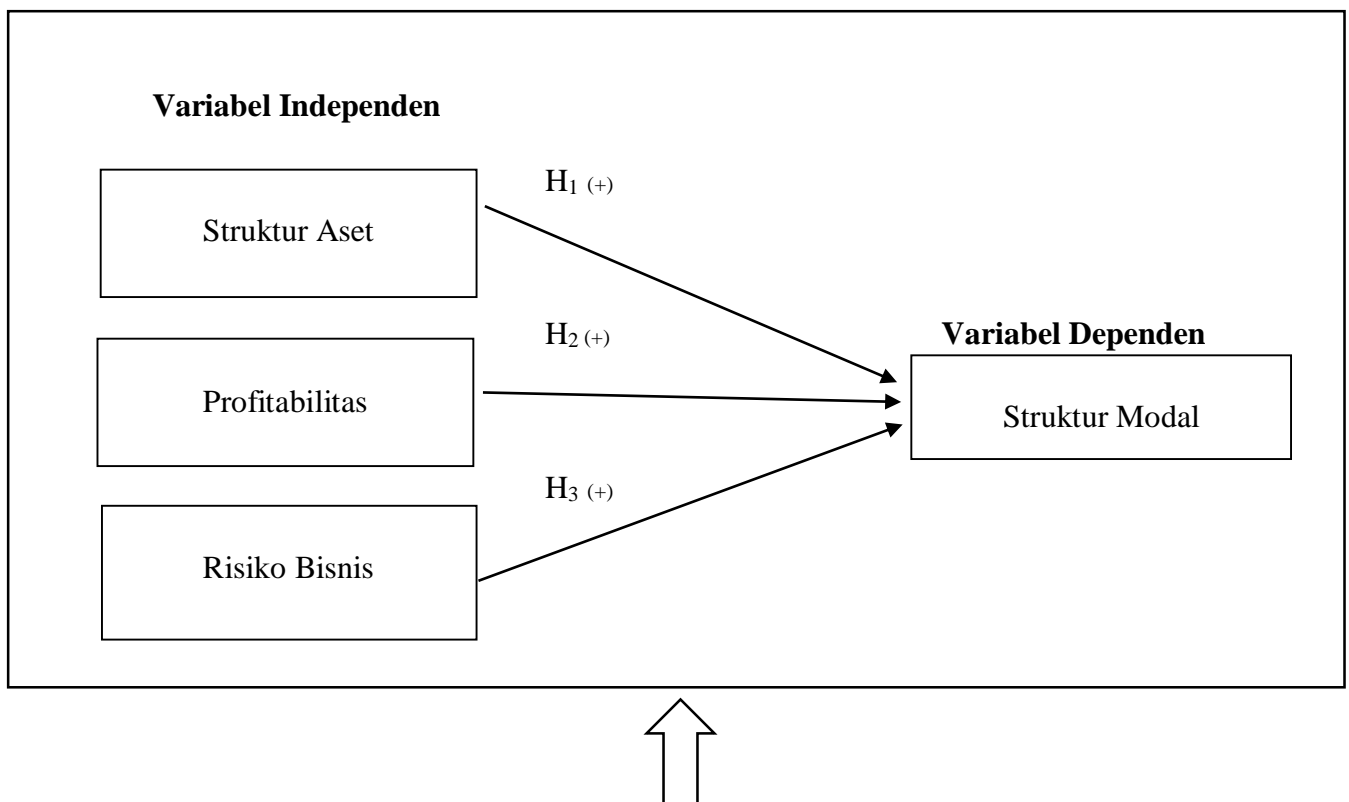 Variabel Independen
H1 (+)
Struktur Aset
H2 (+)
Variabel Dependen
Profitabilitas
Struktur Modal
H3 (+)
Risiko Bisnis